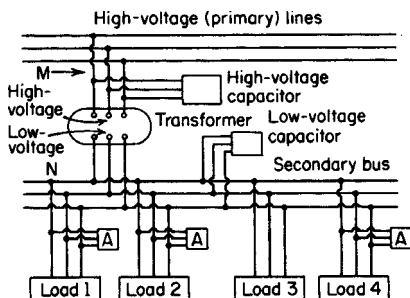 High-voltage (primary) lines
M
High-voltage
capacitor
High-
voltage
Low-
voltage
Transformer
Low-voltage
capacitor
N
Secondary bus
A
A
A
Load 1
Load 2
Load 3
Load 4